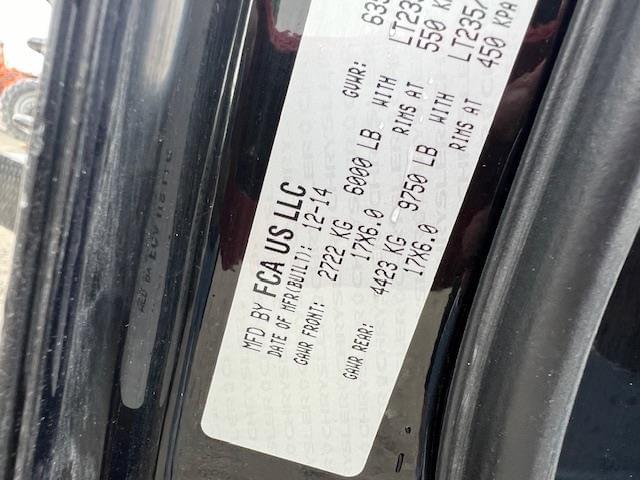 MFD BY FCA US LLC
DATE OF MFR(BUILT): 12-14 GVWR: 635
GAWR FRONT: 2722 KG 6000 LB WITH LT235
17X6.0 RIMS AT 550 K
GAWR REAR: 4423 KG 9750 LB WITH LT235/
17X6.0 RIMS AT 450 KPA